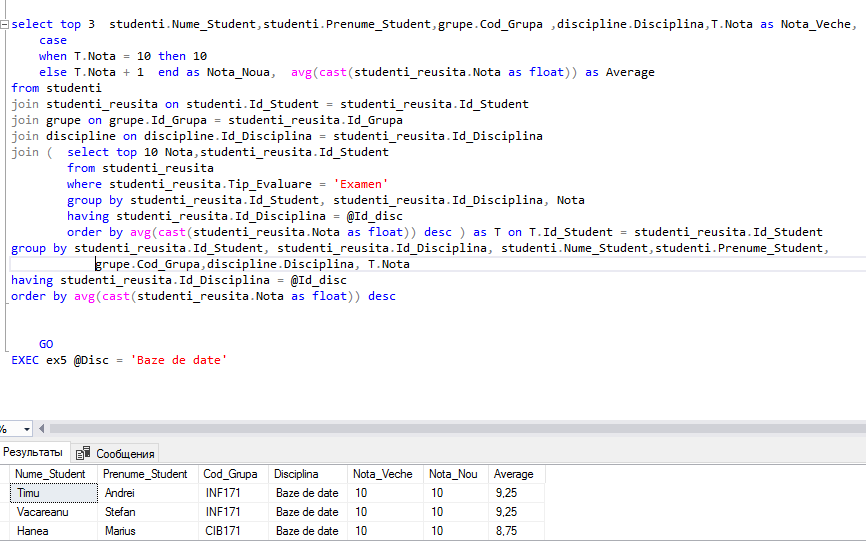 select top 3  studenti.Nume_Student,studenti.Prenume_Student,grupe.Cod_Grupa ,discipline.Disciplina,T.Nota as Nota_Veche,
case
when T.Nota = 10 then 10
else T.Nota + 1  end as Nota_Noua,  avg(cast(studenti_reusita.Nota as float)) as Average
from studenti
join studenti_reusita on studenti.Id_Student = studenti_reusita.Id_Student
join grupe on grupe.Id_Grupa = studenti_reusita.Id_Grupa
join discipline on discipline.Id_Disciplina = studenti_reusita.Id_Disciplina
join (  select top 10 Nota,studenti_reusita.Id_Student
from studenti_reusita
where studenti_reusita.Tip_Evaluare = 'Examen'
group by studenti_reusita.Id_Student, studenti_reusita.Id_Disciplina, Nota
having studenti_reusita.Id_Disciplina = @Id_disc
order by avg(cast(studenti_reusita.Nota as float)) desc ) as T on T.Id_Student = studenti_reusita.Id_Student
group by studenti_reusita.Id_Student, studenti_reusita.Id_Disciplina, studenti.Nume_Student,studenti.Prenume_Student,
grupe.Cod_Grupa,discipline.Disciplina, T.Nota
having studenti_reusita.Id_Disciplina = @Id_disc
order by avg(cast(studenti_reusita.Nota as float)) desc
GO
EXEC ex5 @Disc = 'Baze de date'
%
Результаты Сообщения
Nume_Student Prenume_Student Cod_Grupa Disciplina Nota_Veche Nota_Nou Average
Timu Andrei INF171 Baze de date 10 10 9,25
Vacareanu Stefan INF171 Baze de date 10 10 9,25
Hanea Marius CIB171 Baze de date 10 10 8,75